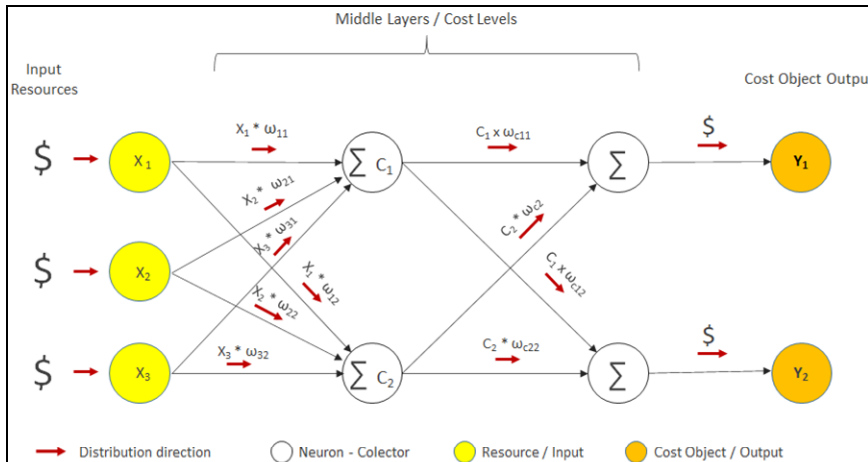 Middle Layers / Cost Levels
Input
Resources
Cost Object Output
$
X 1
X1 * ω11
∑ C1
C1 x ωc11
∑
$
Y1
X2 * ω21
X3 * ω31
C2 * ωc2
$
X2
X1 * ω12
C1 x ωc12
X2 * ω22
$
X3
X3 * ω32
∑ C2
C2 * ωc22
∑
$
Y2
Distribution direction
Neuron - Colector
Resource / Input
Cost Object / Output